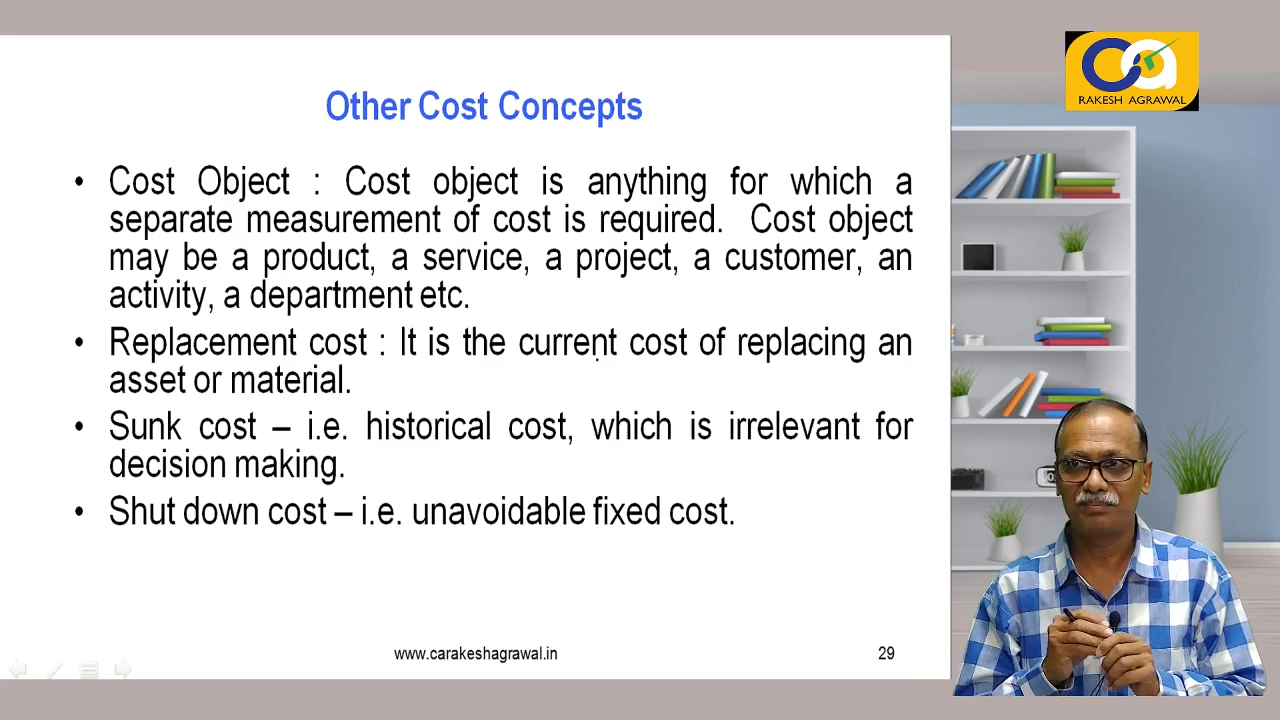 Other Cost Concepts
• Cost Object : Cost object is anything for which a
separate measurement of cost is required. Cost object
may be a product, a service, a project, a customer, an
activity, a department etc.
• Replacement cost : It is the current cost of replacing an
asset or material.
• Sunk cost – i.e. historical cost, which is irrelevant for
decision making.
• Shut down cost – i.e. unavoidable fixed cost.
www.carakeshagrawal.in
29
ca
RAKESH AGRAWAL